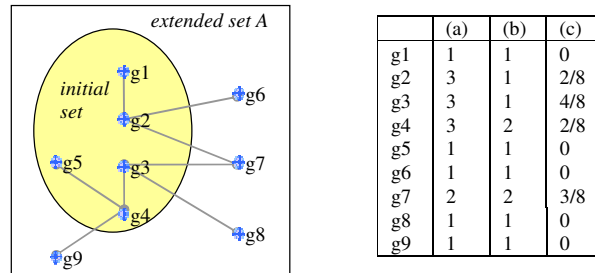 extended set A
g1
initial
set
g6
g2
g5
g3
g7
g4
g8
g9
(a) (b) (c)
g1 1 1 0
g2 3 1 2/8
g3 3 1 4/8
g4 3 2 2/8
g5 1 1 0
g6 1 1 0
g7 2 2 3/8
g8 1 1 0
g9 1 1 0